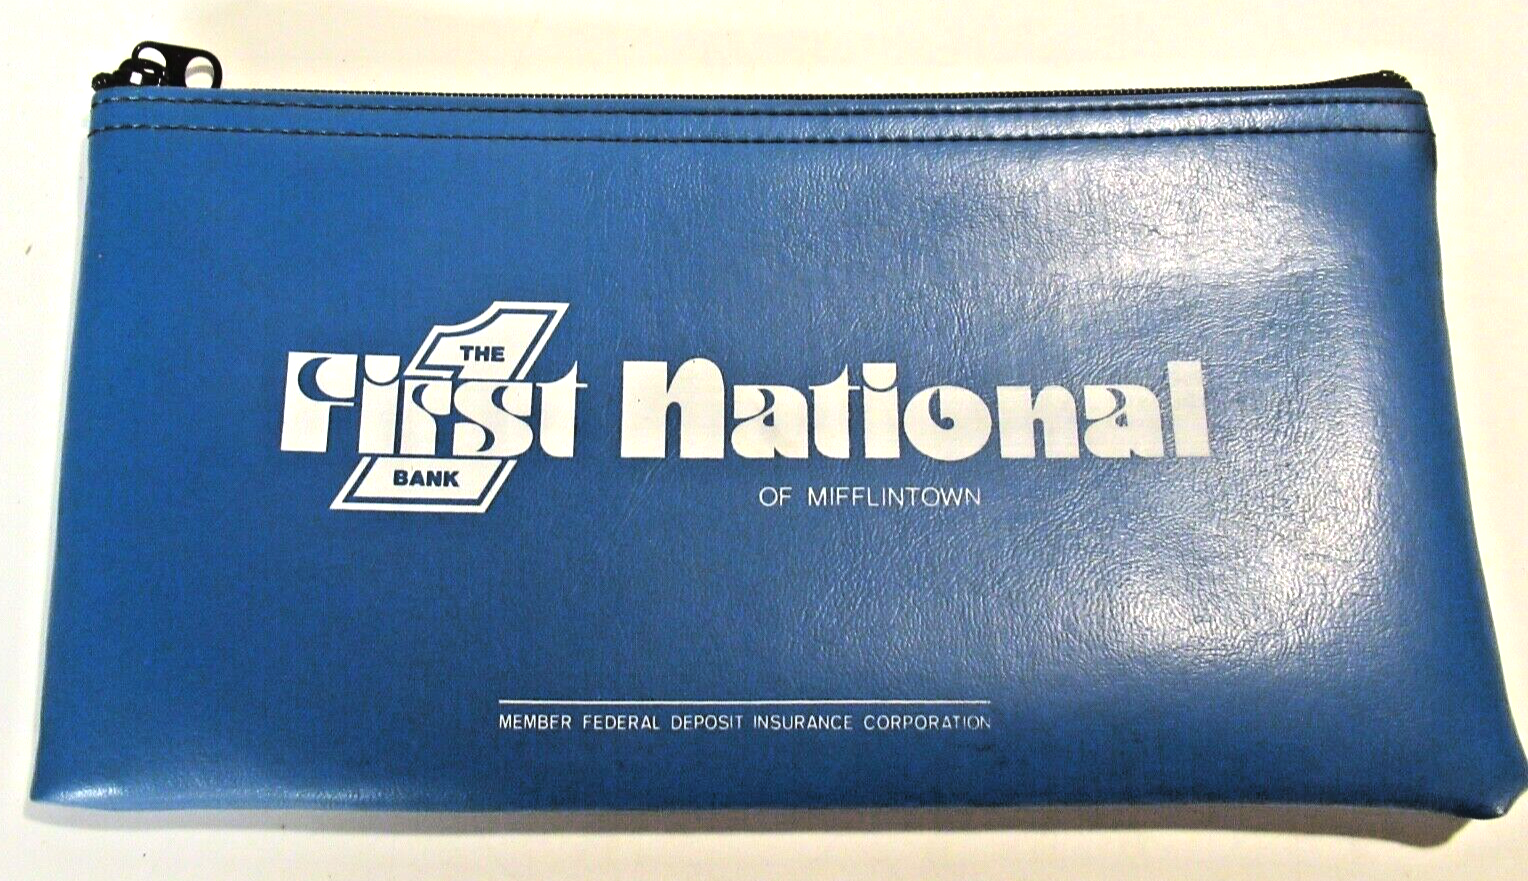 THE
First National
BANK
OF MIFFLINTOWN
MEMBER FEDERAL DEPOSIT INSURANCE CORPORATION